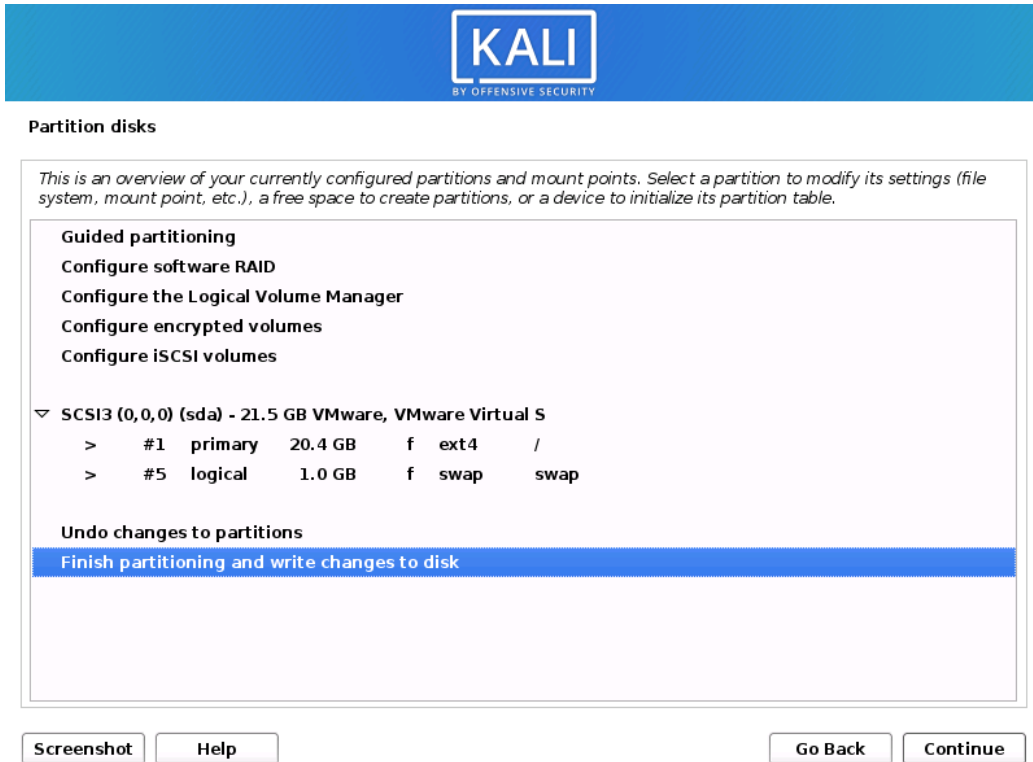 KALI
BY OFFENSIVE SECURITY
Partition disks
This is an overview of your currently configured partitions and mount points. Select a partition to modify its settings (file
system, mount point, etc.), a free space to create partitions, or a device to initialize its partition table.
Guided partitioning
Configure software RAID
Configure the Logical Volume Manager
Configure encrypted volumes
Configure iSCSI volumes
SCSI3 (0,0,0) (sda) - 21.5 GB VMware, VMware Virtual S
> #1 primary 20.4 GB f ext4 /
> #5 logical 1.0 GB f swap swap
Undo changes to partitions
Finish partitioning and write changes to disk
Screenshot Help Go Back Continue